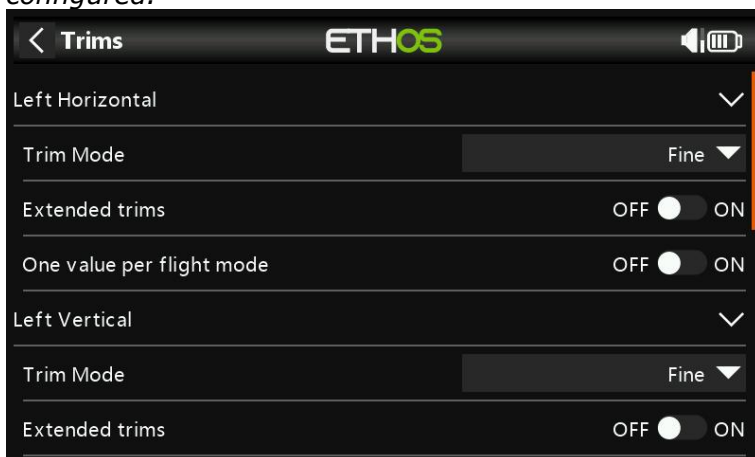 configured.
< Trims ETHOS
Left Horizontal
Trim Mode Fine
Extended trims OFF ON
One value per flight mode OFF ON
Left Vertical
Trim Mode Fine
Extended trims OFF ON